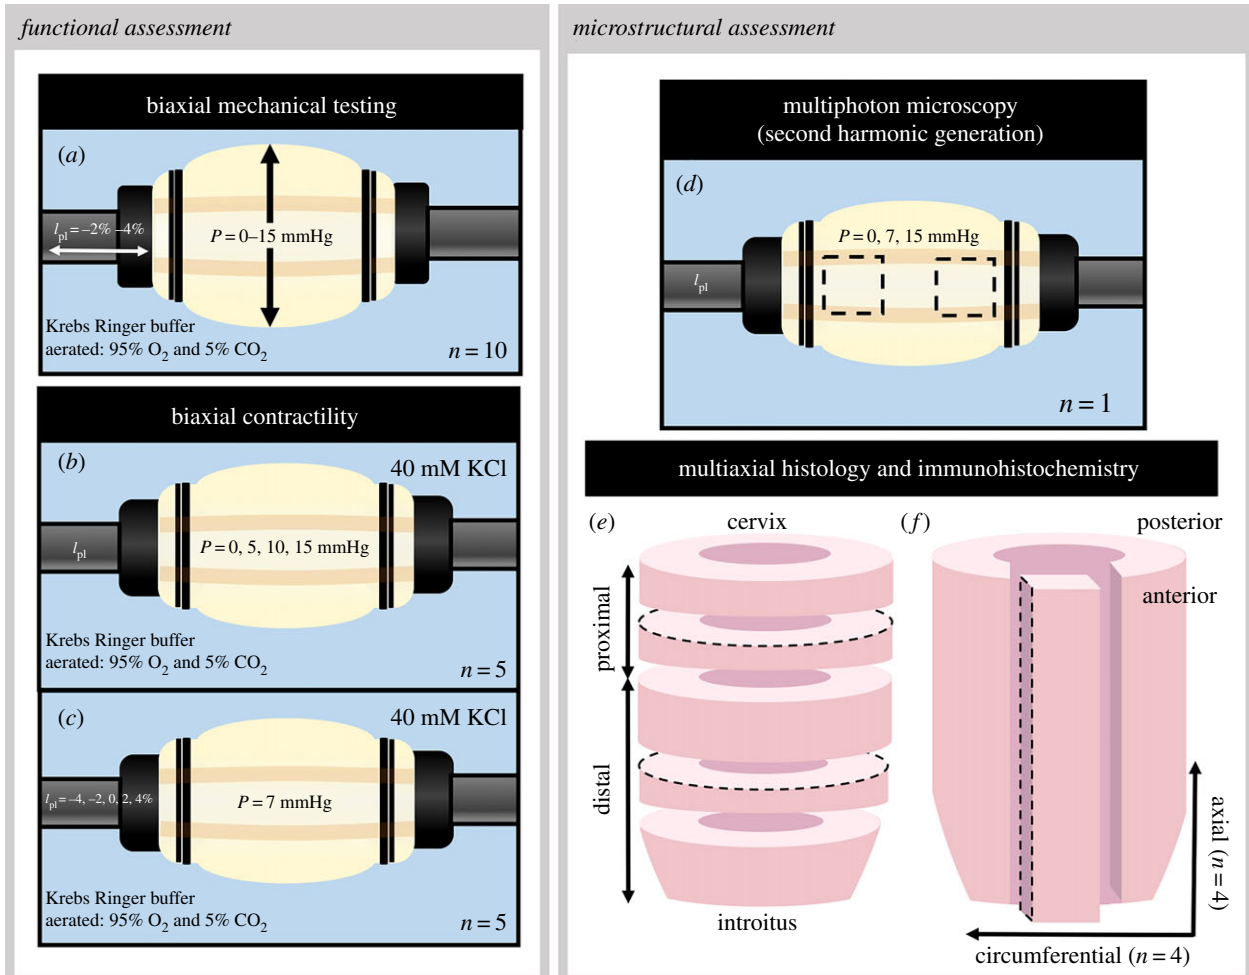 functional assessment
biaxial mechanical testing
(a)
l_pl = –2% –4%
P = 0–15 mmHg
Krebs Ringer buffer
aerated: 95% O₂ and 5% CO₂
n = 10
biaxial contractility
(b)
40 mM KCl
l_pl
P = 0, 5, 10, 15 mmHg
Krebs Ringer buffer
aerated: 95% O₂ and 5% CO₂
n = 5
(c)
40 mM KCl
l_pl = –4, –2, 0, 2, 4%
P = 7 mmHg
Krebs Ringer buffer
aerated: 95% O₂ and 5% CO₂
n = 5
microstructural assessment
multiphoton microscopy
(second harmonic generation)
(d)
P = 0, 7, 15 mmHg
l_pl
n = 1
multiaxial histology and immunohistochemistry
(e)
cervix
proximal
distal
introitus
(f)
posterior
anterior
axial (n = 4)
circumferential (n = 4)